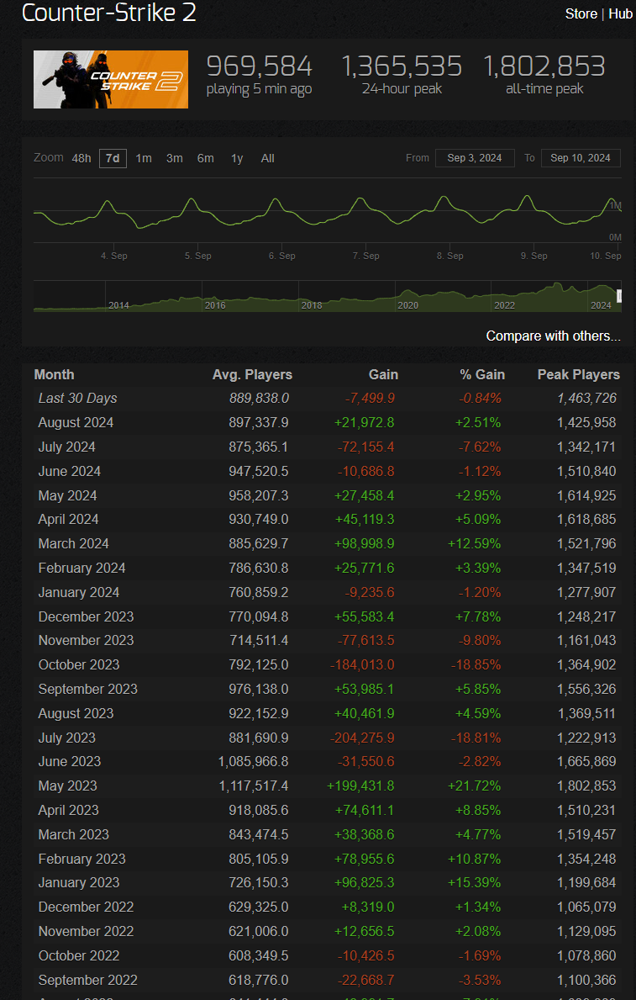 Counter-Strike 2
Store | Hub
COUNTER
STRIKE 2
969,584 1,365,535 1,802,853
playing 5 min ago 24-hour peak all-time peak
Zoom 48h 7d 1m 3m 6m 1y All From Sep 3, 2024 To Sep 10, 2024
1M
0M
4. Sep 5. Sep 6. Sep 7. Sep 8. Sep 9. Sep 10. Sep
2014 2016 2018 2020 2022 2024
Compare with others...
Month Avg. Players Gain % Gain Peak Players
Last 30 Days 889,838.0 -7,499.9 -0.84% 1,463,726
August 2024 897,337.9 +21,972.8 +2.51% 1,425,958
July 2024 875,365.1 -72,155.4 -7.62% 1,342,171
June 2024 947,520.5 -10,686.8 -1.12% 1,510,840
May 2024 958,207.3 +27,458.4 +2.95% 1,614,925
April 2024 930,749.0 +45,119.3 +5.09% 1,618,685
March 2024 885,629.7 +98,998.9 +12.59% 1,521,796
February 2024 786,630.8 +25,771.6 +3.39% 1,347,519
January 2024 760,859.2 -9,235.6 -1.20% 1,277,907
December 2023 770,094.8 +55,583.4 +7.78% 1,248,217
November 2023 714,511.4 -77,613.5 -9.80% 1,161,043
October 2023 792,125.0 -184,013.0 -18.85% 1,364,902
September 2023 976,138.0 +53,985.1 +5.85% 1,556,326
August 2023 922,152.9 +40,461.9 +4.59% 1,369,511
July 2023 881,690.9 -204,275.9 -18.81% 1,222,913
June 2023 1,085,966.8 -31,550.6 -2.82% 1,665,869
May 2023 1,117,517.4 +199,431.8 +21.72% 1,802,853
April 2023 918,085.6 +74,611.1 +8.85% 1,510,231
March 2023 843,474.5 +38,368.6 +4.77% 1,519,457
February 2023 805,105.9 +78,955.6 +10.87% 1,354,248
January 2023 726,150.3 +96,825.3 +15.39% 1,199,684
December 2022 629,325.0 +8,319.0 +1.34% 1,065,079
November 2022 621,006.0 +12,656.5 +2.08% 1,129,095
October 2022 608,349.5 -10,426.5 -1.69% 1,078,860
September 2022 618,776.0 -22,668.7 -3.53% 1,100,366